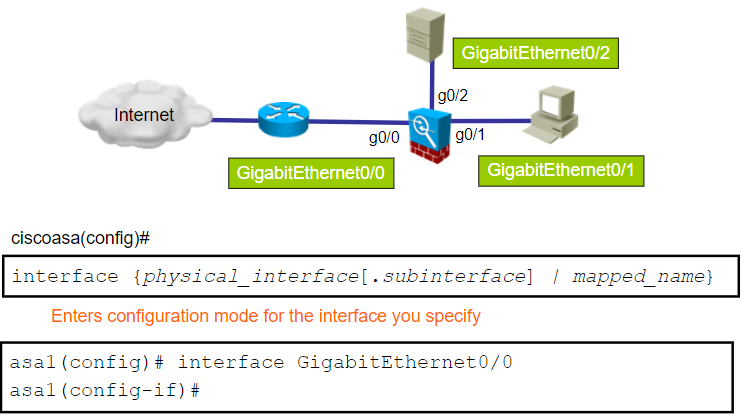 GigabitEthernet0/2
g0/2
Internet
g0/0
g0/1
GigabitEthernet0/0
GigabitEthernet0/1
ciscoasa(config)#
interface {physical_interface[.subinterface] | mapped_name}
Enters configuration mode for the interface you specify
asa1(config)# interface GigabitEthernet0/0
asa1(config-if)#